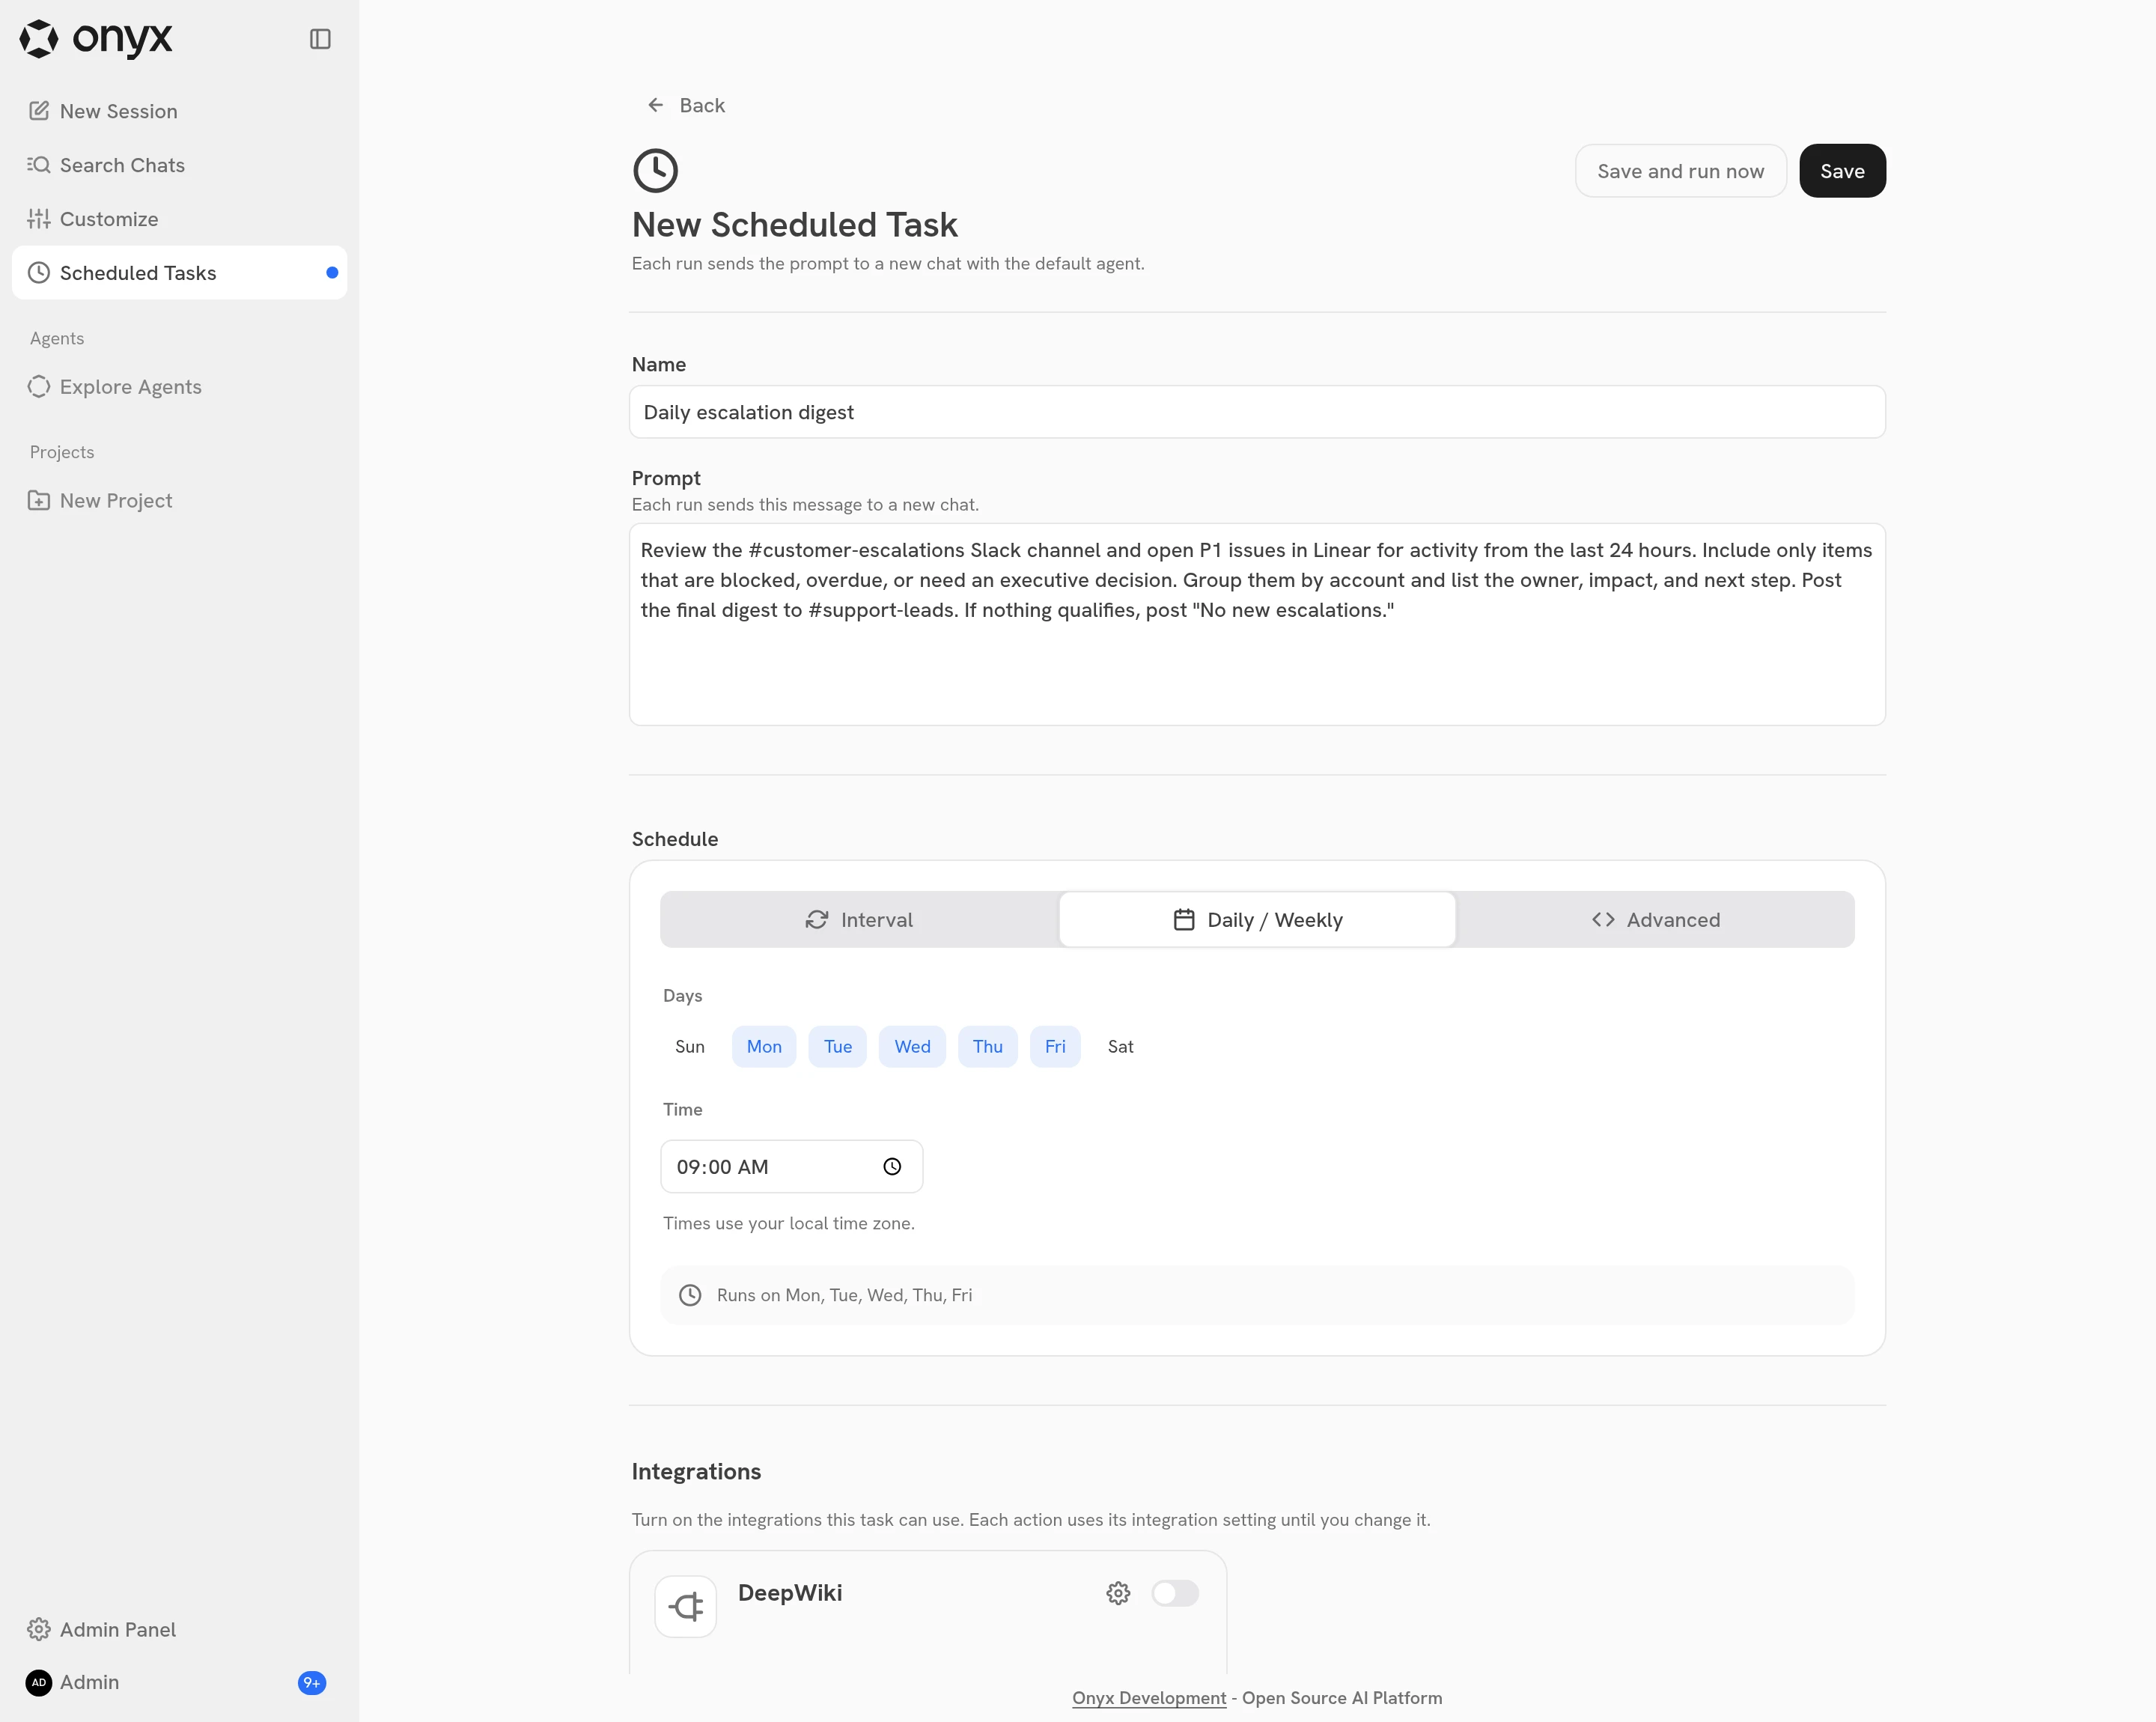 onyx
New Session
Search Chats
Customize
Scheduled Tasks
Agents
Explore Agents
Projects
New Project
Admin Panel
AD
Admin
9+
Back
Save and run now
Save
New Scheduled Task
Each run sends the prompt to a new chat with the default agent.
Name
Daily escalation digest
Prompt
Each run sends this message to a new chat.
Review the #customer-escalations Slack channel and open P1 issues in Linear for activity from the last 24 hours. Include only items
that are blocked, overdue, or need an executive decision. Group them by account and list the owner, impact, and next step. Post
the final digest to #support-leads. If nothing qualifies, post "No new escalations."
Schedule
Interval
Daily / Weekly
Advanced
Days
Sun Mon Tue Wed Thu Fri Sat
Time
09:00 AM
Times use your local time zone.
Runs on Mon, Tue, Wed, Thu, Fri
Integrations
Turn on the integrations this task can use. Each action uses its integration setting until you change it.
DeepWiki
Onyx Development - Open Source AI Platform